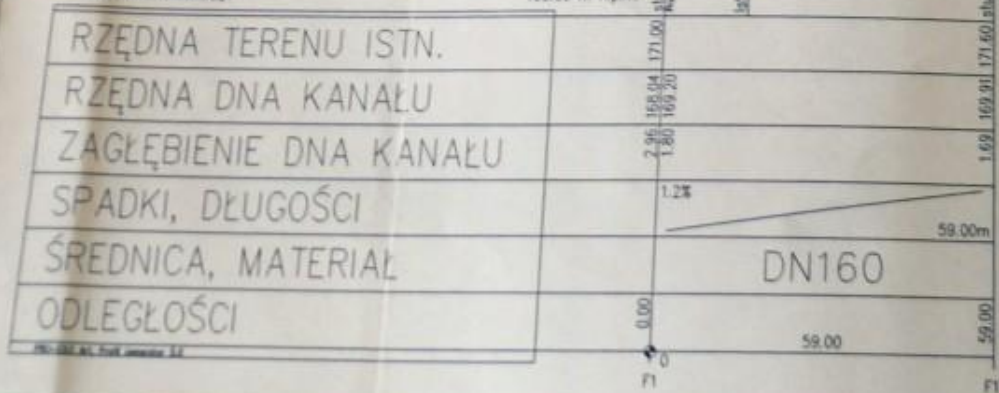 RZĘDNA TERENU ISTN. 171.00 171.60
RZĘDNA DNA KANAŁU 168.04 169.20 169.91
ZAGŁĘBIENIE DNA KANAŁU 2.96 1.80 1.69
SPADKI, DŁUGOŚCI 1.2% 59.00m
ŚREDNICA, MATERIAŁ DN160
ODLEGŁOŚCI 0.00 59.00 59.00
0
F1 F1